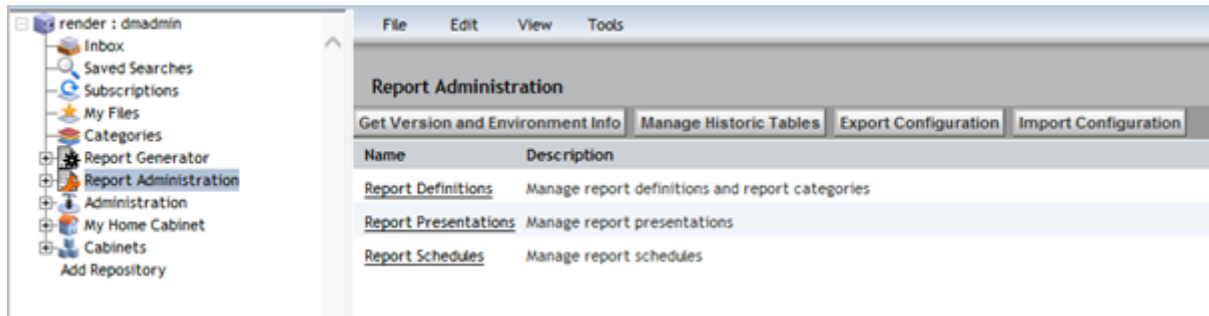 render : dmadmin
Inbox
Saved Searches
Subscriptions
My Files
Categories
Report Generator
Report Administration
Administration
My Home Cabinet
Cabinets
Add Repository
File Edit View Tools
Report Administration
Get Version and Environment Info Manage Historic Tables Export Configuration Import Configuration
Name Description
Report Definitions Manage report definitions and report categories
Report Presentations Manage report presentations
Report Schedules Manage report schedules